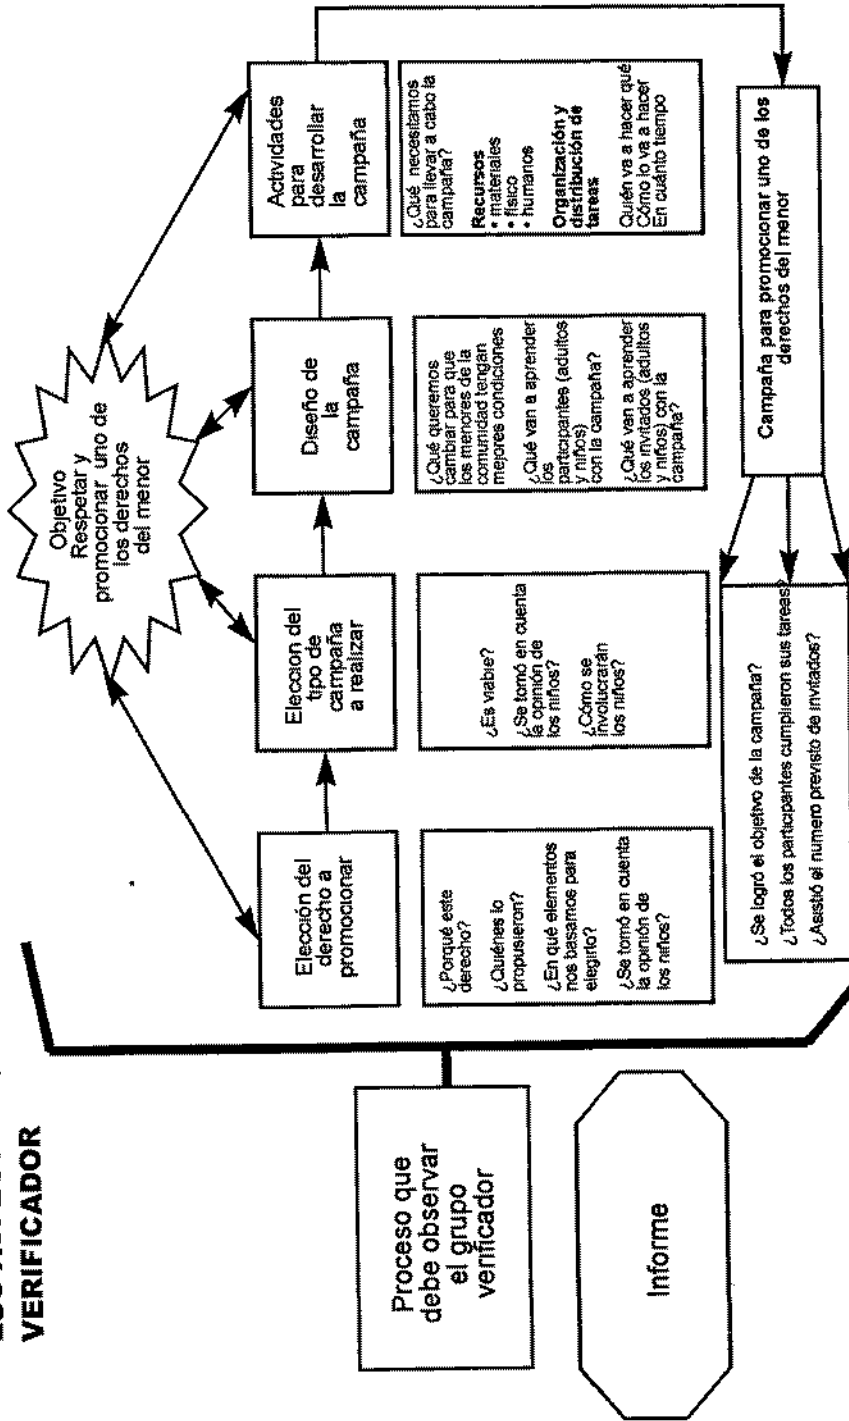 VERIFICADOR
Proceso que
debe observar
el grupo
verificador
Informe
Objetivo
Respetar y
promocionar uno de
los derechos
del menor
Elección del
derecho a
promocionar
Eleccion del
tipo de
campaña
a realizar
Diseño de
la
campaña
Actividades
para
desarrollar
la
campaña
¿Porqué este
derecho?
¿Quiénes lo
propusieron?
¿En qué elementos
nos basamos para
elegirlo?
¿Se tomó en cuenta
la opinión de
los niños?
¿Es viable?
¿Se tomó en cuenta
la opinión de
los niños?
¿Cómo se
involucrarán
los niños?
¿Qué queremos
cambiar para que
los menores de la
comunidad tengan
mejores condiciones
¿Qué van a aprender
los
participantes (adultos
y niños)
con la campaña?
¿Qué van a aprender
los invitados (adultos
y niños) con la
campaña?
¿Qué necesitamos
para llevar a cabo la
campaña?
Recursos
• materiales
• físico
• humanos
Organización y
distribución de
tareas
Quién va a hacer qué
Cómo lo va a hacer
En cuánto tiempo
Campaña para promocionar uno de los
derechos del menor
¿Se logró el objetivo de la campaña?
¿Todos los participantes cumplieron sus tareas?
¿Asistió el numero previsto de invitados?